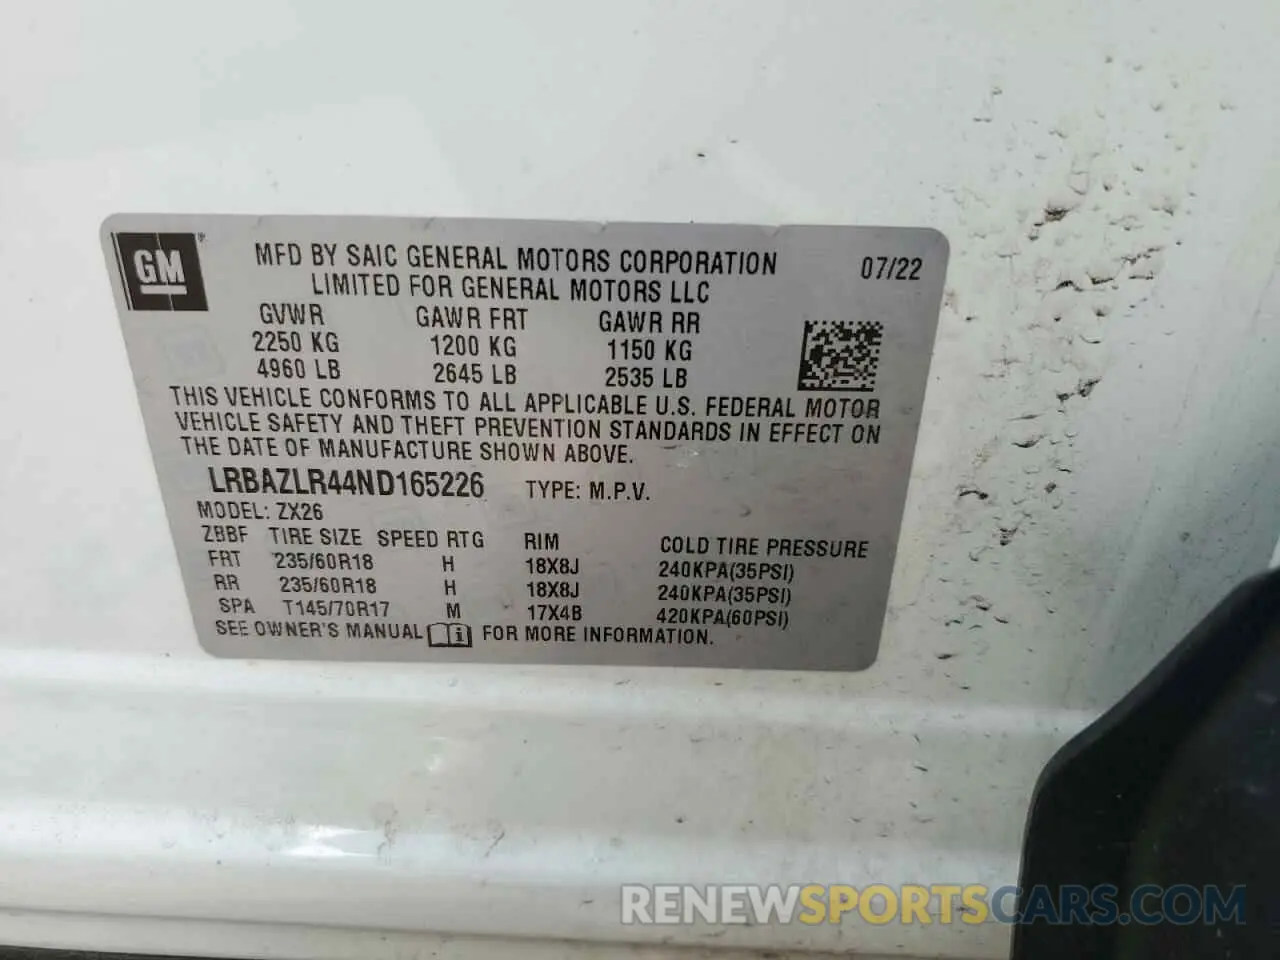 GM®
MFD BY SAIC GENERAL MOTORS CORPORATION 07/22
LIMITED FOR GENERAL MOTORS LLC
GVWR GAWR FRT GAWR RR
2250 KG 1200 KG 1150 KG
4960 LB 2645 LB 2535 LB
THIS VEHICLE CONFORMS TO ALL APPLICABLE U.S. FEDERAL MOTOR
VEHICLE SAFETY AND THEFT PREVENTION STANDARDS IN EFFECT ON
THE DATE OF MANUFACTURE SHOWN ABOVE.
LRBAZLR44ND165226 TYPE: M.P.V.
MODEL: ZX26
ZBBF TIRE SIZE SPEED RTG RIM COLD TIRE PRESSURE
FRT 235/60R18 H 18X8J 240KPA(35PSI)
RR 235/60R18 H 18X8J 240KPA(35PSI)
SPA T145/70R17 M 17X4B 420KPA(60PSI)
SEE OWNER'S MANUAL FOR MORE INFORMATION.
RENEWSPORTSCARS.COM